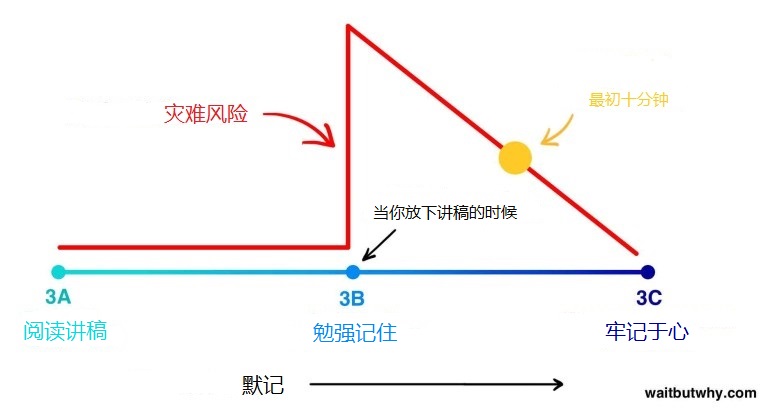 灾难风险
最初十分钟
当你放下讲稿的时候
3A
3B
3C
阅读讲稿
勉强记住
牢记于心
默记
waitbutwhy.com